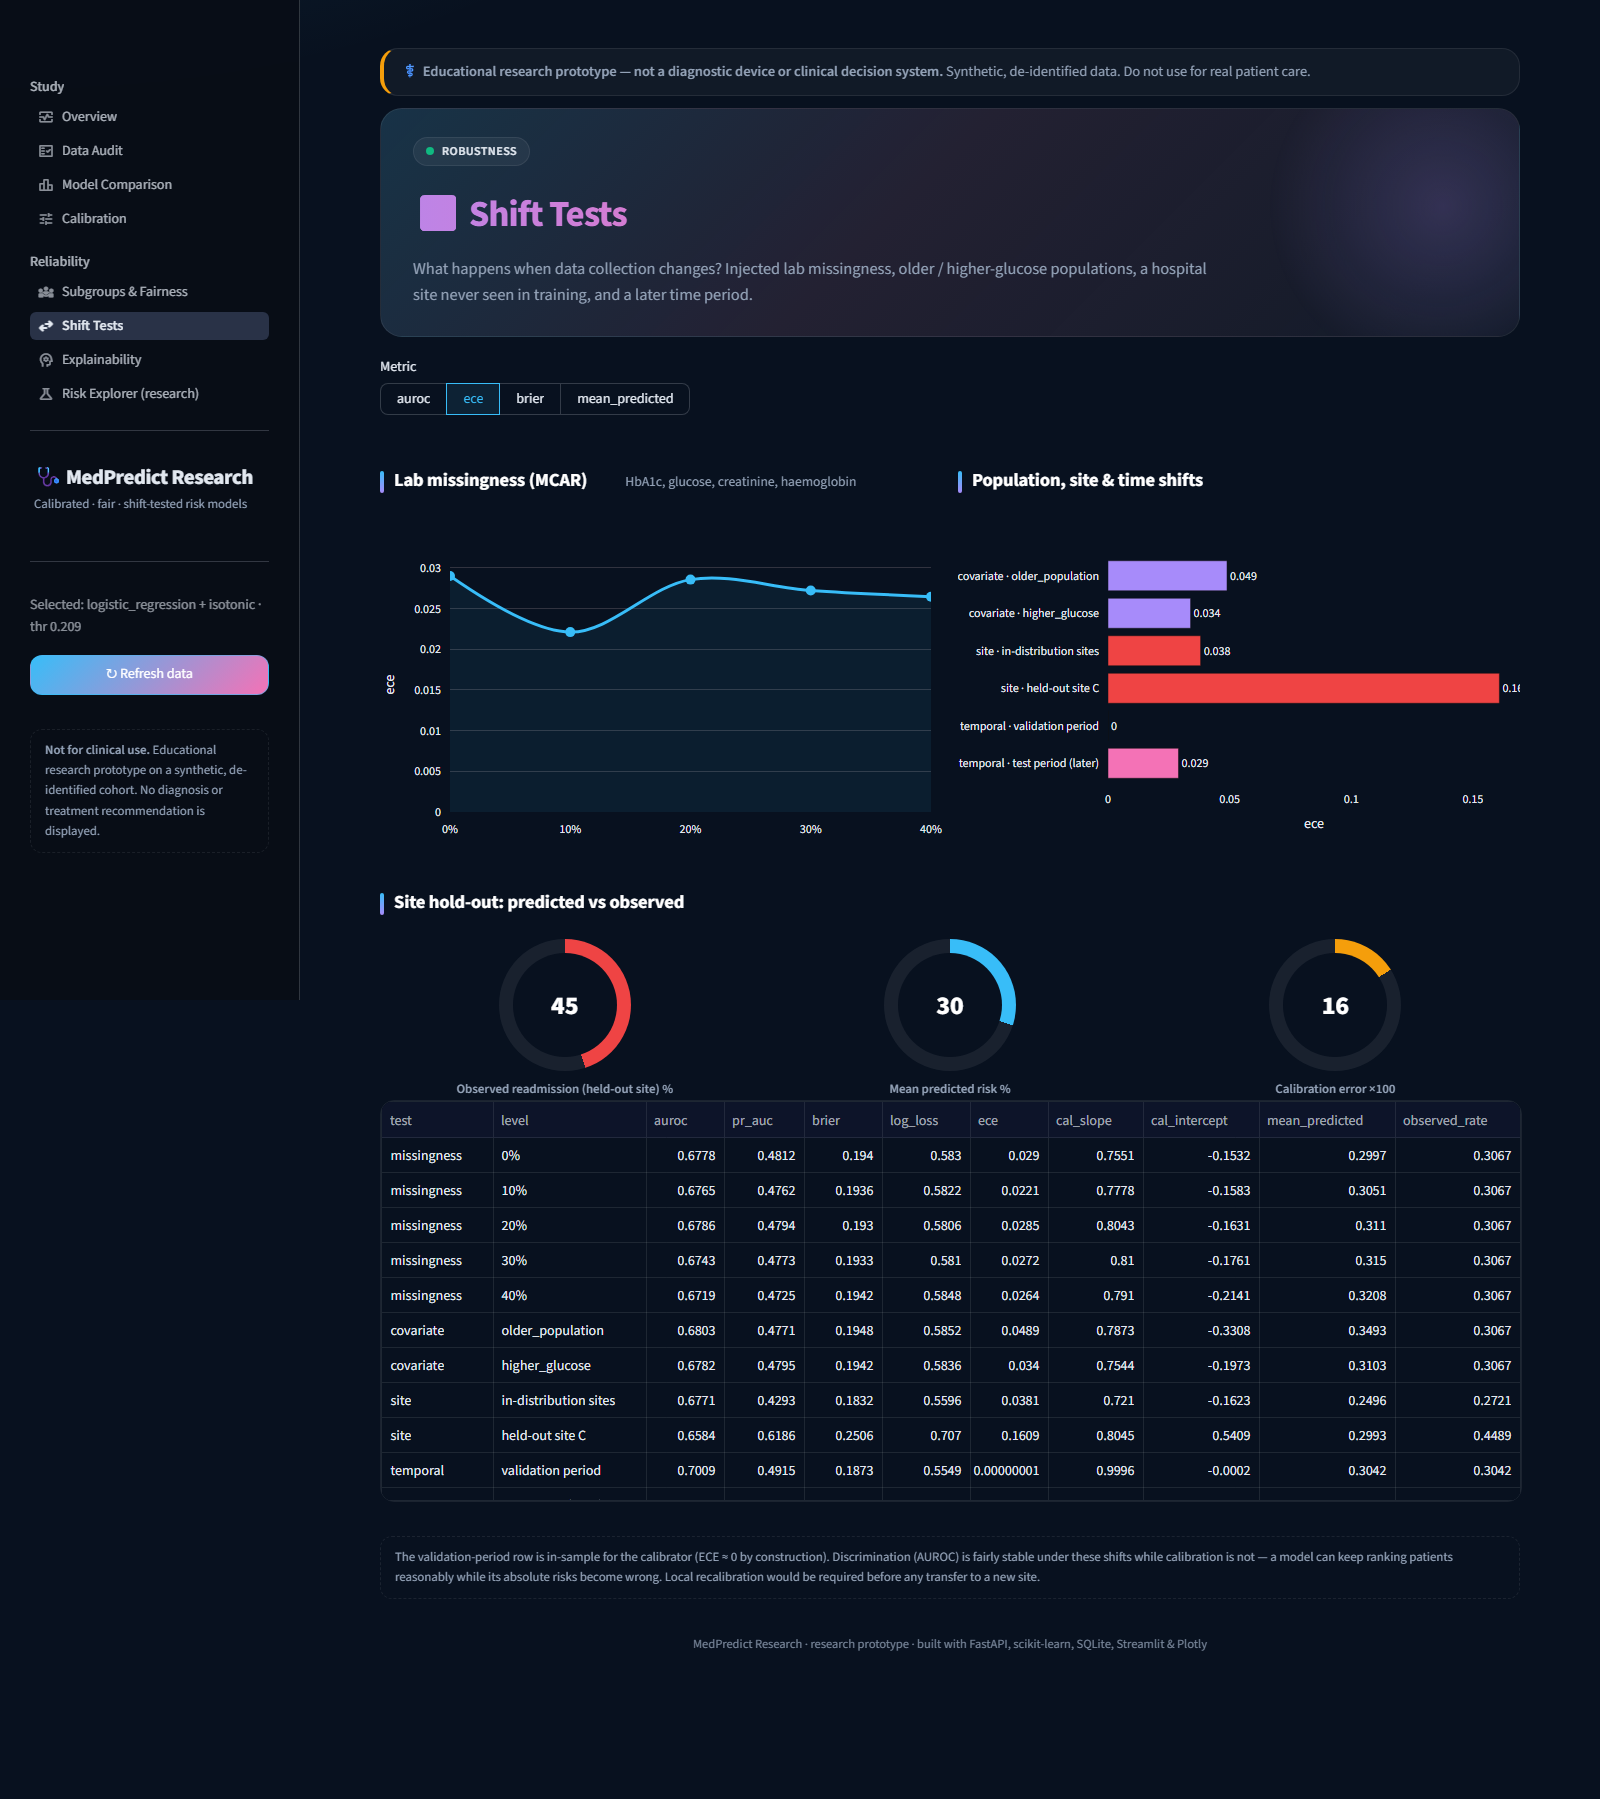 Study
Overview
Data Audit
Model Comparison
Calibration
Reliability
Subgroups & Fairness
Shift Tests
Explainability
Risk Explorer (research)
MedPredict Research
Calibrated · fair · shift-tested risk models
Selected: logistic_regression + isotonic ·
thr 0.209
↻ Refresh data
Not for clinical use. Educational
research prototype on a synthetic, de-
identified cohort. No diagnosis or
treatment recommendation is
displayed.
⚕ Educational research prototype — not a diagnostic device or clinical decision system. Synthetic, de-identified data. Do not use for real patient care.
ROBUSTNESS
Shift Tests
What happens when data collection changes? Injected lab missingness, older / higher-glucose populations, a hospital
site never seen in training, and a later time period.
Metric
auroc ece brier mean_predicted
Lab missingness (MCAR) HbA1c, glucose, creatinine, haemoglobin
ece
0.03
0.025
0.02
0.015
0.01
0.005
0
0% 10% 20% 30% 40%
Population, site & time shifts
covariate · older_population 0.049
covariate · higher_glucose 0.034
site · in-distribution sites 0.038
site · held-out site C 0.16
temporal · validation period 0
temporal · test period (later) 0.029
0 0.05 0.1 0.15
ece
Site hold-out: predicted vs observed
45 30 16
Observed readmission (held-out site) % Mean predicted risk % Calibration error ×100
test level auroc pr_auc brier log_loss ece cal_slope cal_intercept mean_predicted observed_rate
missingness 0% 0.6778 0.4812 0.194 0.583 0.029 0.7551 -0.1532 0.2997 0.3067
missingness 10% 0.6765 0.4762 0.1936 0.5822 0.0221 0.7778 -0.1583 0.3051 0.3067
missingness 20% 0.6786 0.4794 0.193 0.5806 0.0285 0.8043 -0.1631 0.311 0.3067
missingness 30% 0.6743 0.4773 0.1933 0.581 0.0272 0.81 -0.1761 0.315 0.3067
missingness 40% 0.6719 0.4725 0.1942 0.5848 0.0264 0.791 -0.2141 0.3208 0.3067
covariate older_population 0.6803 0.4771 0.1948 0.5852 0.0489 0.7873 -0.3308 0.3493 0.3067
covariate higher_glucose 0.6782 0.4795 0.1942 0.5836 0.034 0.7544 -0.1973 0.3103 0.3067
site in-distribution sites 0.6771 0.4293 0.1832 0.5596 0.0381 0.721 -0.1623 0.2496 0.2721
site held-out site C 0.6584 0.6186 0.2506 0.707 0.1609 0.8045 0.5409 0.2993 0.4489
temporal validation period 0.7009 0.4915 0.1873 0.5549 0.00000001 0.9996 -0.0002 0.3042 0.3042
The validation-period row is in-sample for the calibrator (ECE ≈ 0 by construction). Discrimination (AUROC) is fairly stable under these shifts while calibration is not — a model can keep ranking patients
reasonably while its absolute risks become wrong. Local recalibration would be required before any transfer to a new site.
MedPredict Research · research prototype · built with FastAPI, scikit-learn, SQLite, Streamlit & Plotly